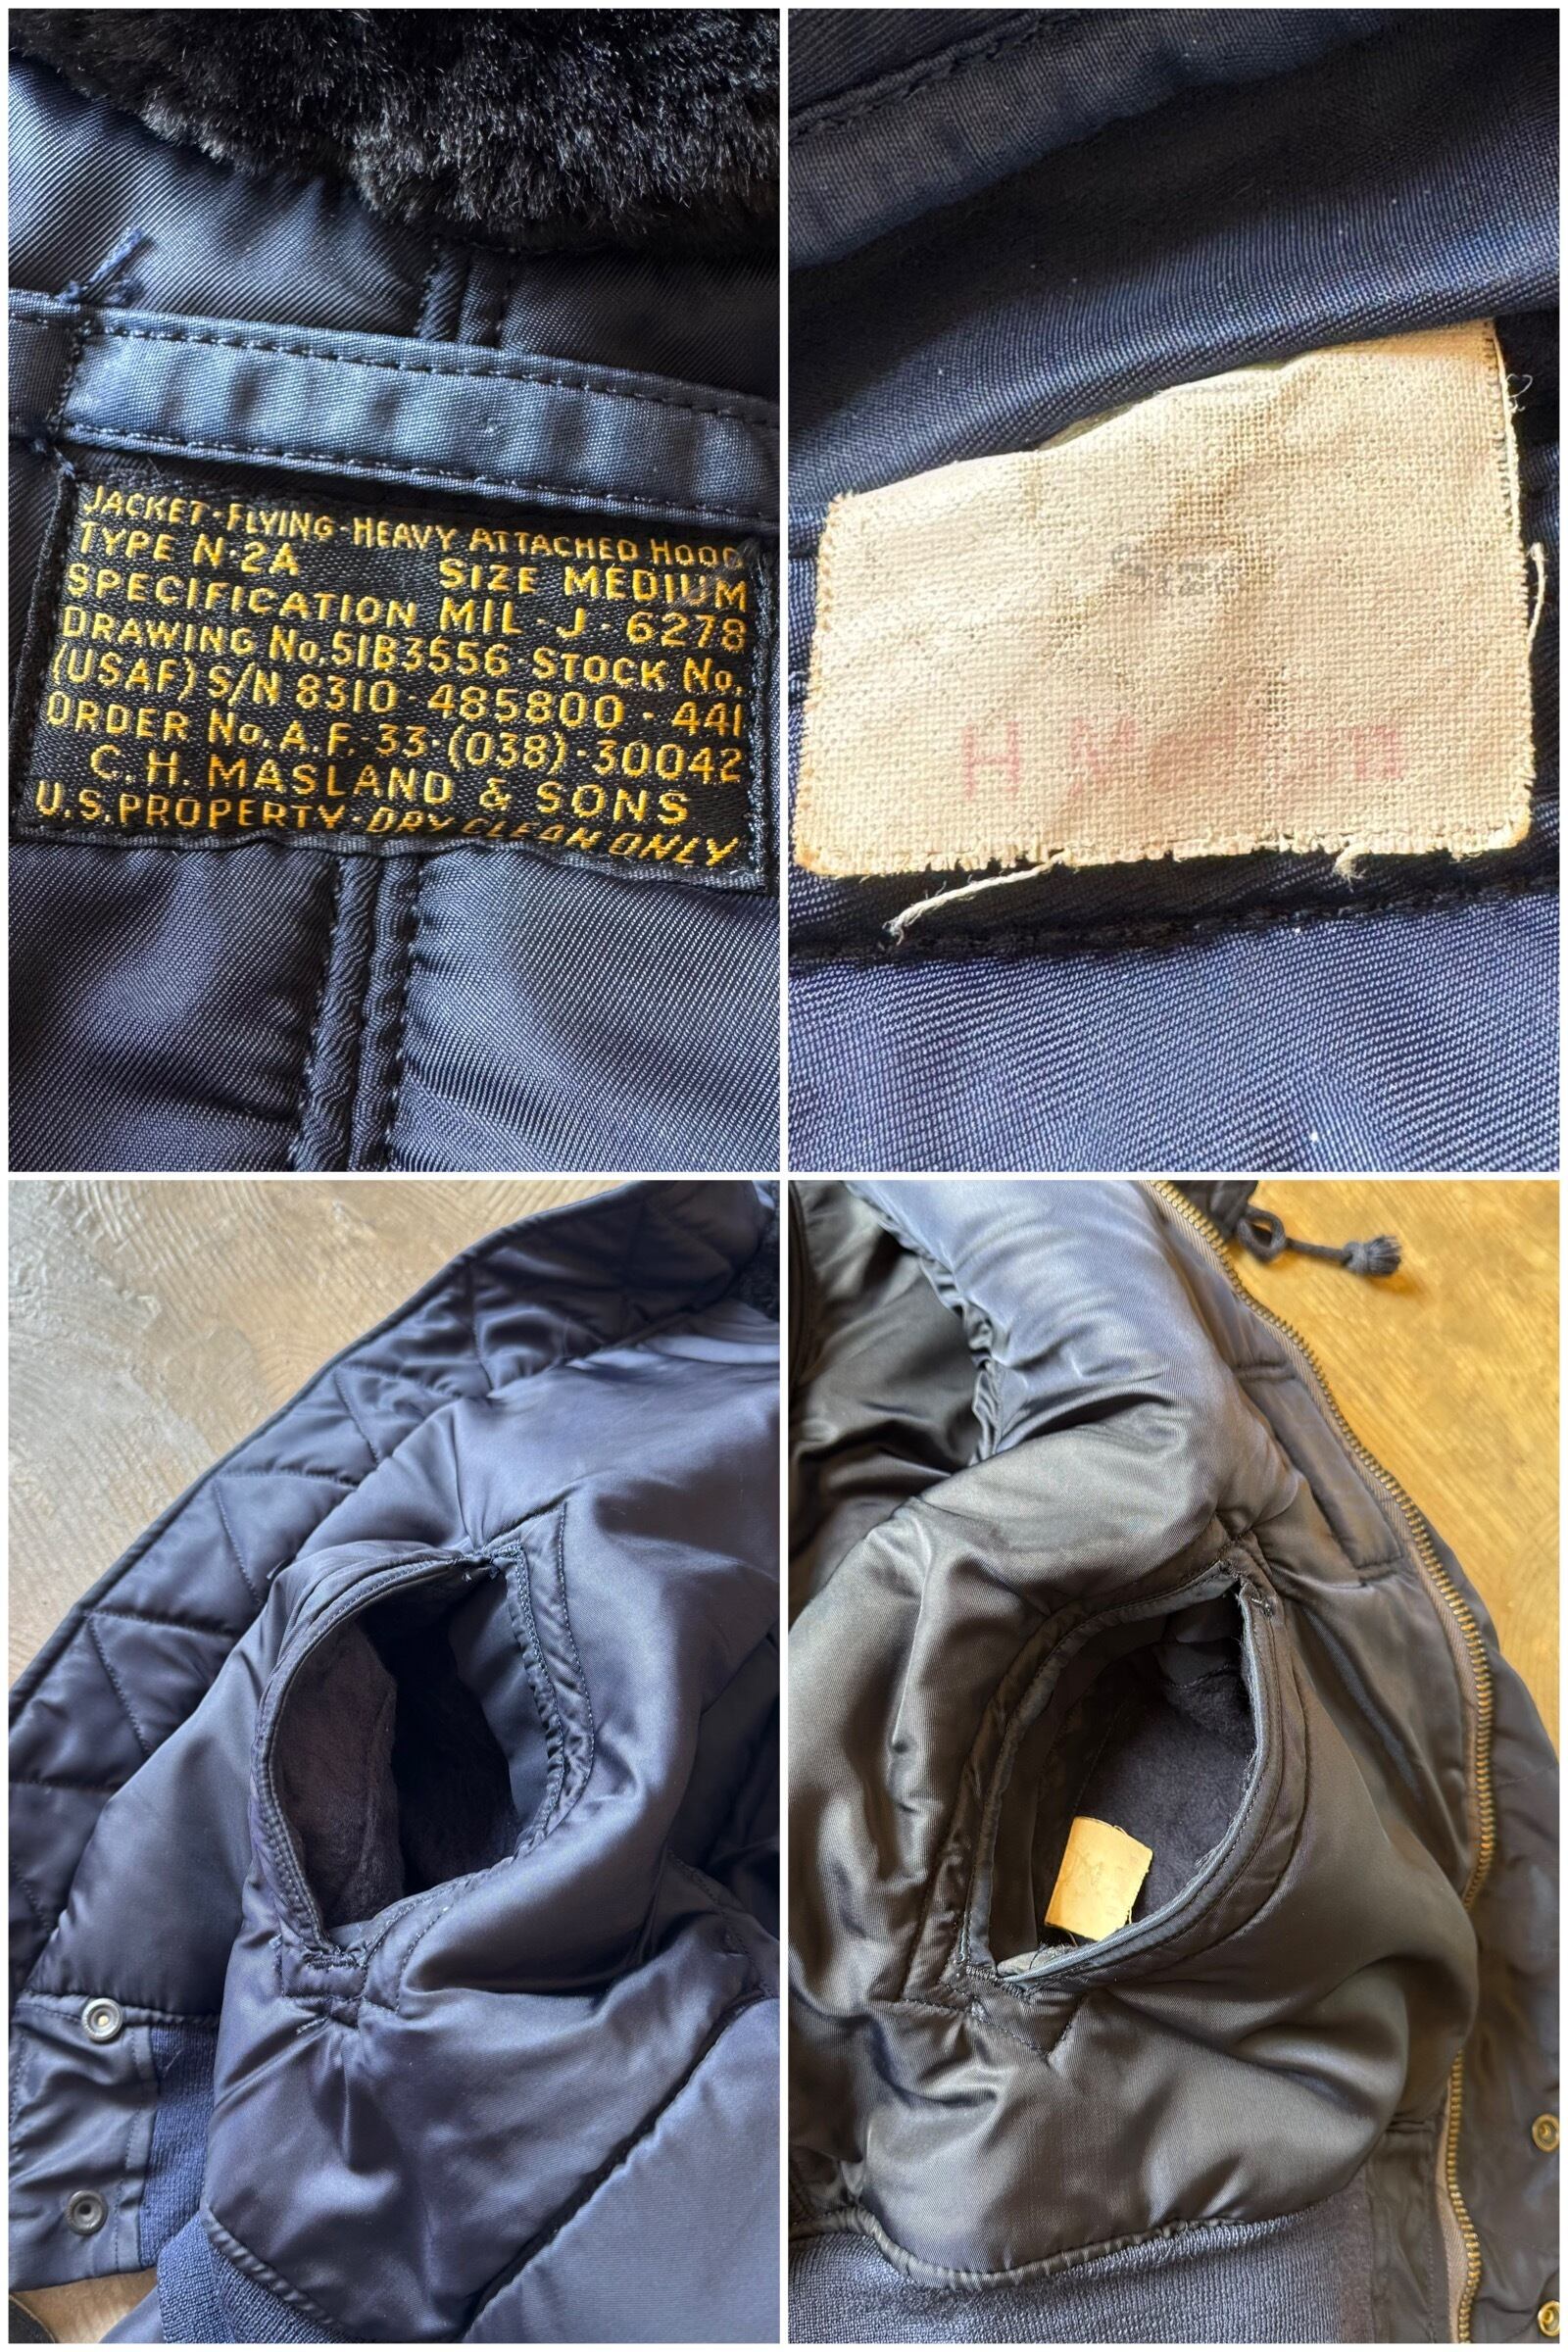 JACKET-FLYING-HEAVY ATTACHED HOOD
TYPE N-2A SIZE MEDIUM
SPECIFICATION MIL-J-6278
DRAWING No.51B3556-STOCK No.
(USAF) S/N 8310-485800-441
ORDER No.A.F. 33-(038)-30042
C. H. MASLAND & SONS
U.S. PROPERTY-DRY CLEAN ONLY
Size